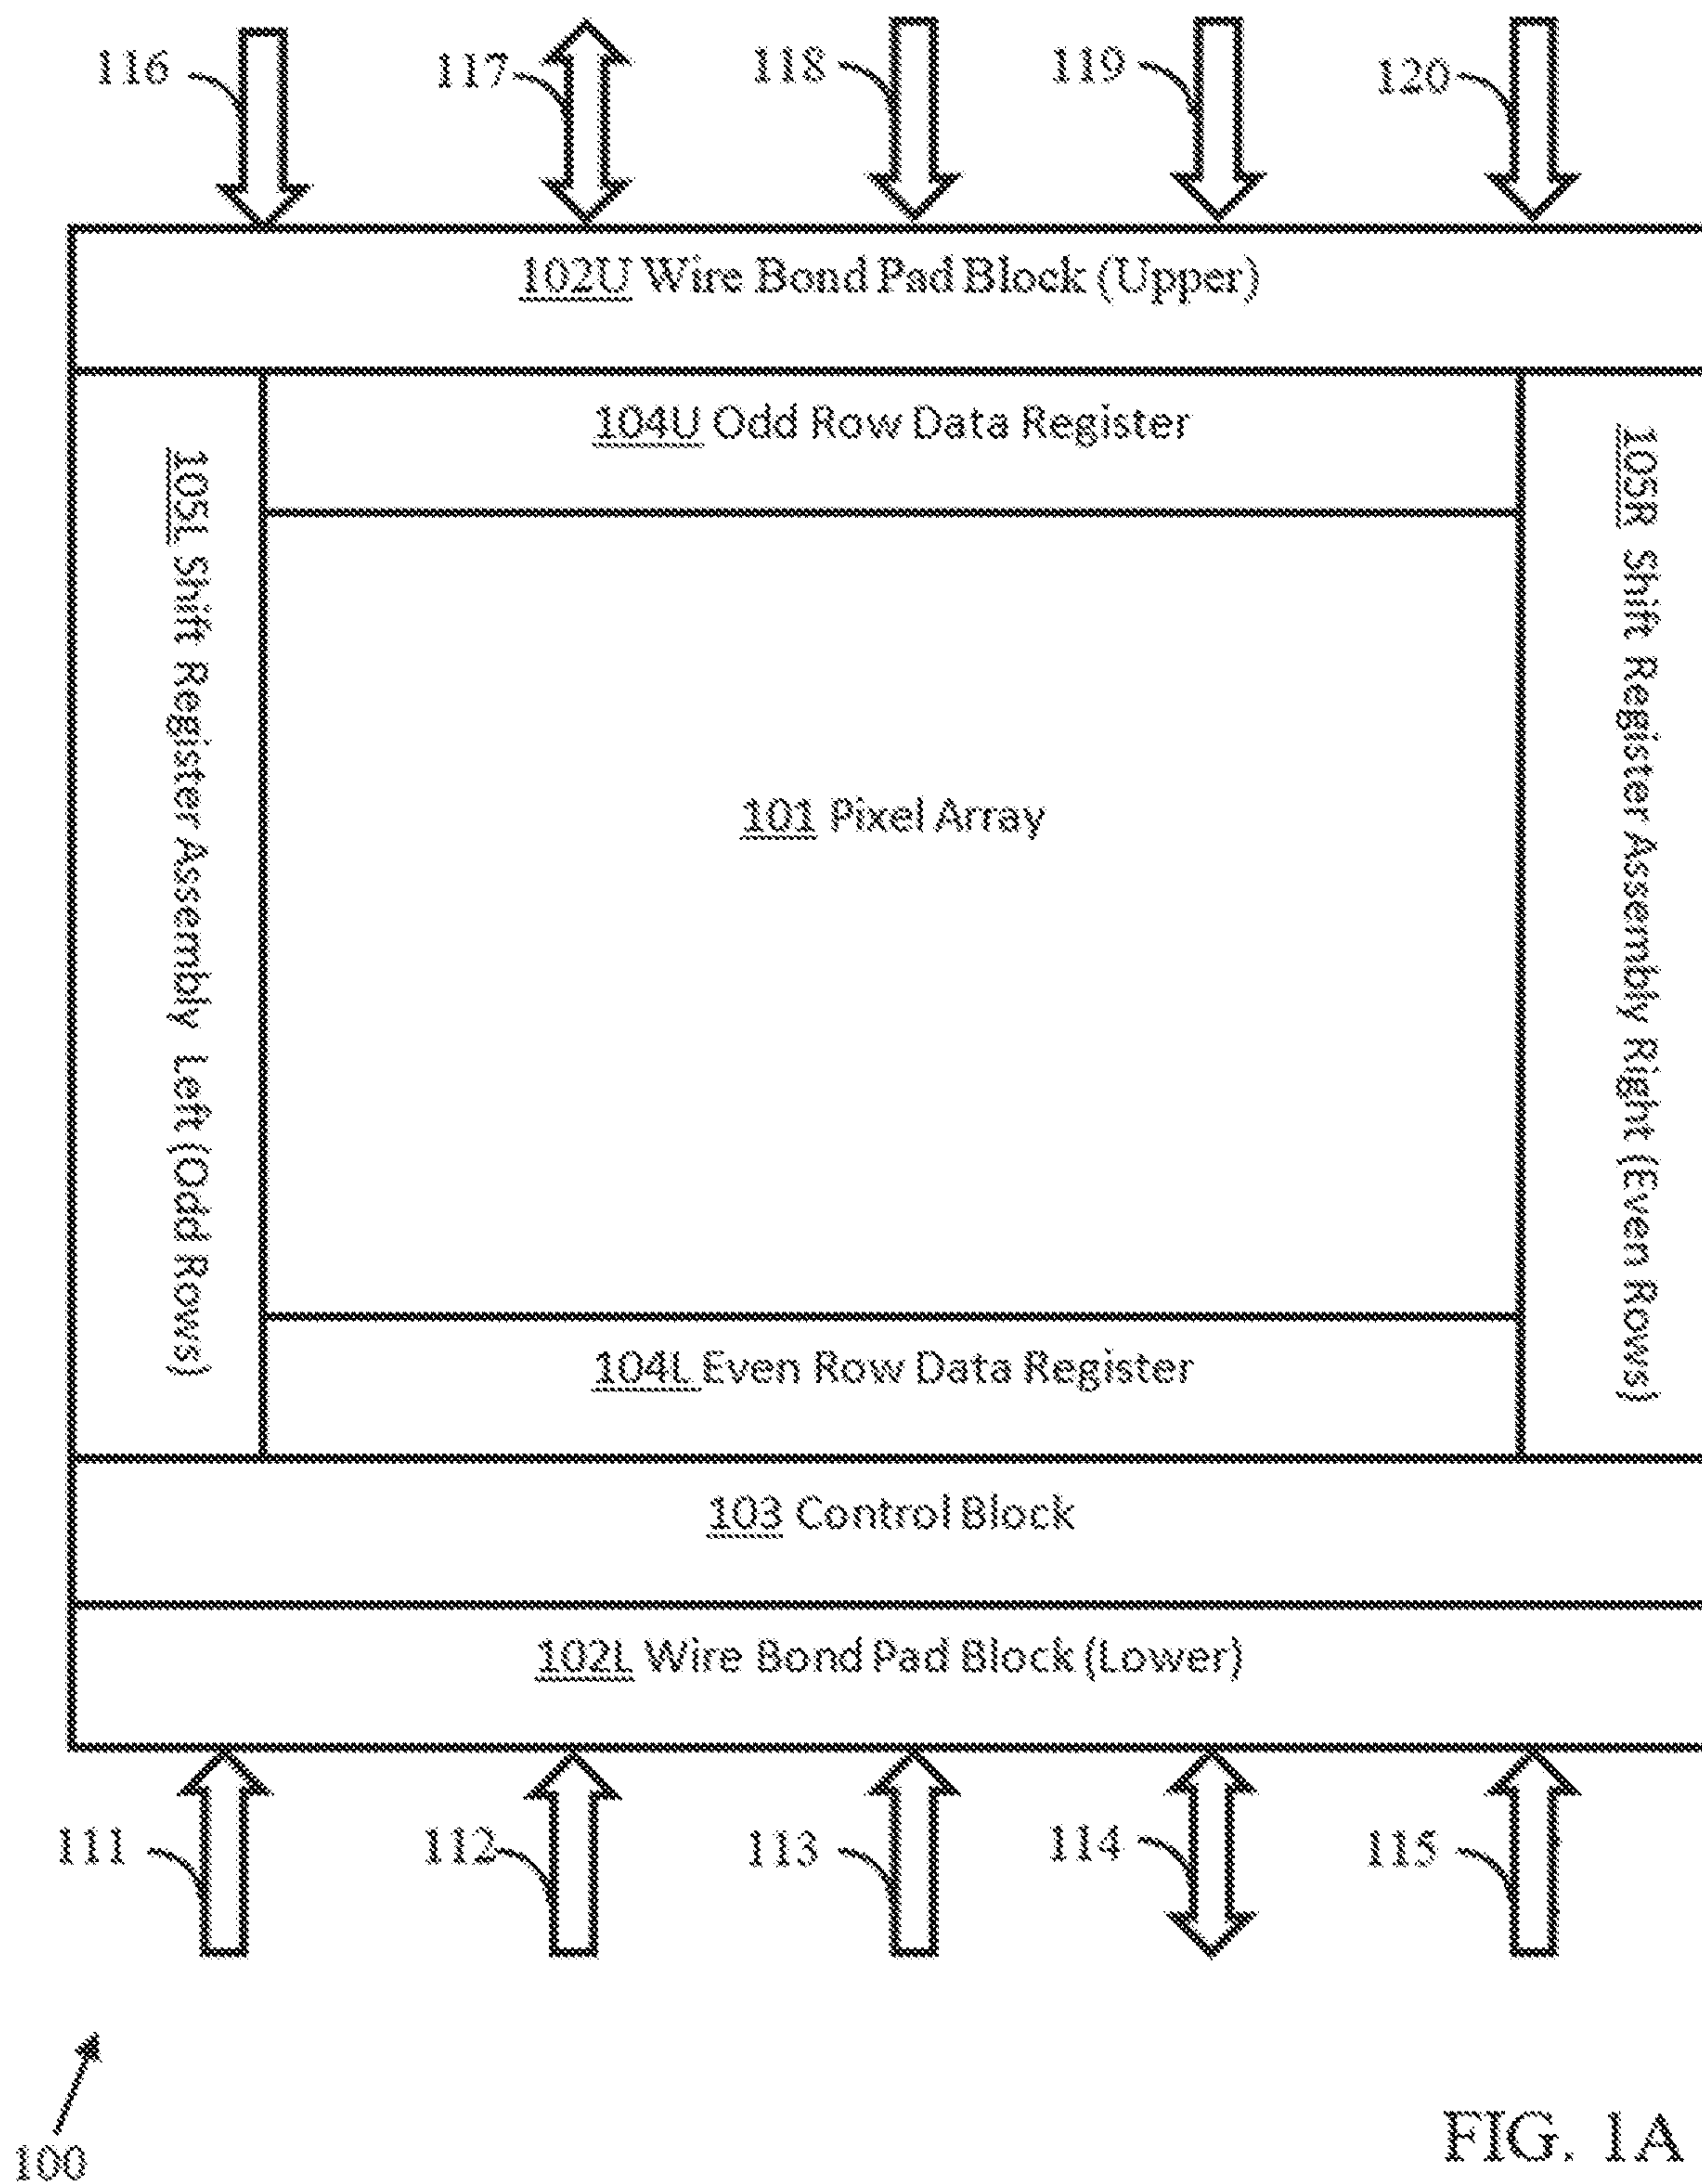 116
117
118
119
120
102U Wire Bond Pad Block (Upper)
104U Odd Row Data Register
105L Shift Register Assembly Left (Odd Rows)
105R Shift Register Assembly Right (Even Rows)
101 Pixel Array
104L Even Row Data Register
103 Control Block
102L Wire Bond Pad Block (Lower)
111
112
113
114
115
100
FIG. 1A